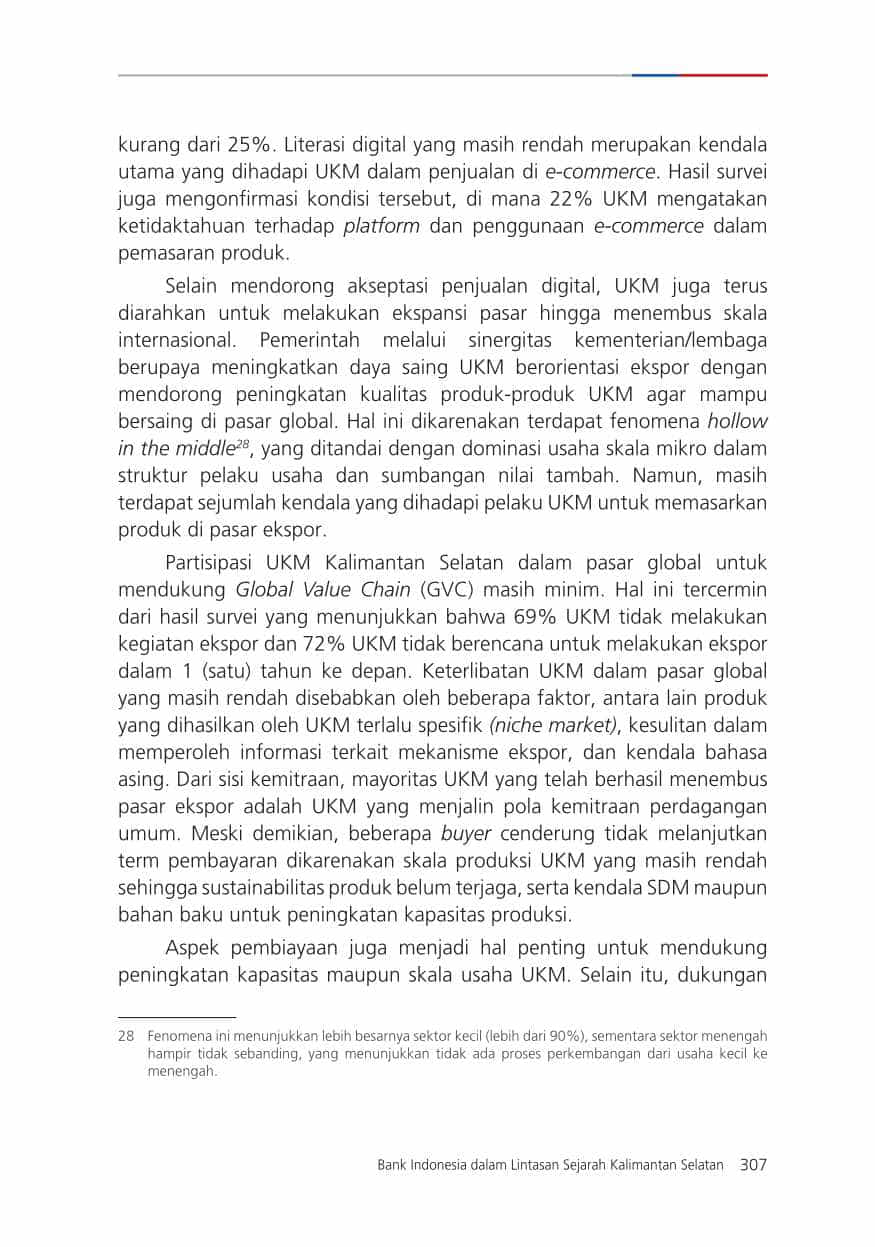 kurang dari 25%. Literasi digital yang masih rendah merupakan kendala
utama yang dihadapi UKM dalam penjualan di e-commerce. Hasil survei
juga mengonfirmasi kondisi tersebut, di mana 22% UKM mengatakan
ketidaktahuan terhadap platform dan penggunaan e-commerce dalam
pemasaran produk.
Selain mendorong akseptasi penjualan digital, UKM juga terus
diarahkan untuk melakukan ekspansi pasar hingga menembus skala
internasional. Pemerintah melalui sinergitas kementerian/lembaga
berupaya meningkatkan daya saing UKM berorientasi ekspor dengan
mendorong peningkatan kualitas produk-produk UKM agar mampu
bersaing di pasar global. Hal ini dikarenakan terdapat fenomena hollow
in the middle28, yang ditandai dengan dominasi usaha skala mikro dalam
struktur pelaku usaha dan sumbangan nilai tambah. Namun, masih
terdapat sejumlah kendala yang dihadapi pelaku UKM untuk memasarkan
produk di pasar ekspor.
Partisipasi UKM Kalimantan Selatan dalam pasar global untuk
mendukung Global Value Chain (GVC) masih minim. Hal ini tercermin
dari hasil survei yang menunjukkan bahwa 69% UKM tidak melakukan
kegiatan ekspor dan 72% UKM tidak berencana untuk melakukan ekspor
dalam 1 (satu) tahun ke depan. Keterlibatan UKM dalam pasar global
yang masih rendah disebabkan oleh beberapa faktor, antara lain produk
yang dihasilkan oleh UKM terlalu spesifik (niche market), kesulitan dalam
memperoleh informasi terkait mekanisme ekspor, dan kendala bahasa
asing. Dari sisi kemitraan, mayoritas UKM yang telah berhasil menembus
pasar ekspor adalah UKM yang menjalin pola kemitraan perdagangan
umum. Meski demikian, beberapa buyer cenderung tidak melanjutkan
term pembayaran dikarenakan skala produksi UKM yang masih rendah
sehingga sustainabilitas produk belum terjaga, serta kendala SDM maupun
bahan baku untuk peningkatan kapasitas produksi.
Aspek pembiayaan juga menjadi hal penting untuk mendukung
peningkatan kapasitas maupun skala usaha UKM. Selain itu, dukungan
28 Fenomena ini menunjukkan lebih besarnya sektor kecil (lebih dari 90%), sementara sektor menengah
hampir tidak sebanding, yang menunjukkan tidak ada proses perkembangan dari usaha kecil ke
menengah.
Bank Indonesia dalam Lintasan Sejarah Kalimantan Selatan 307